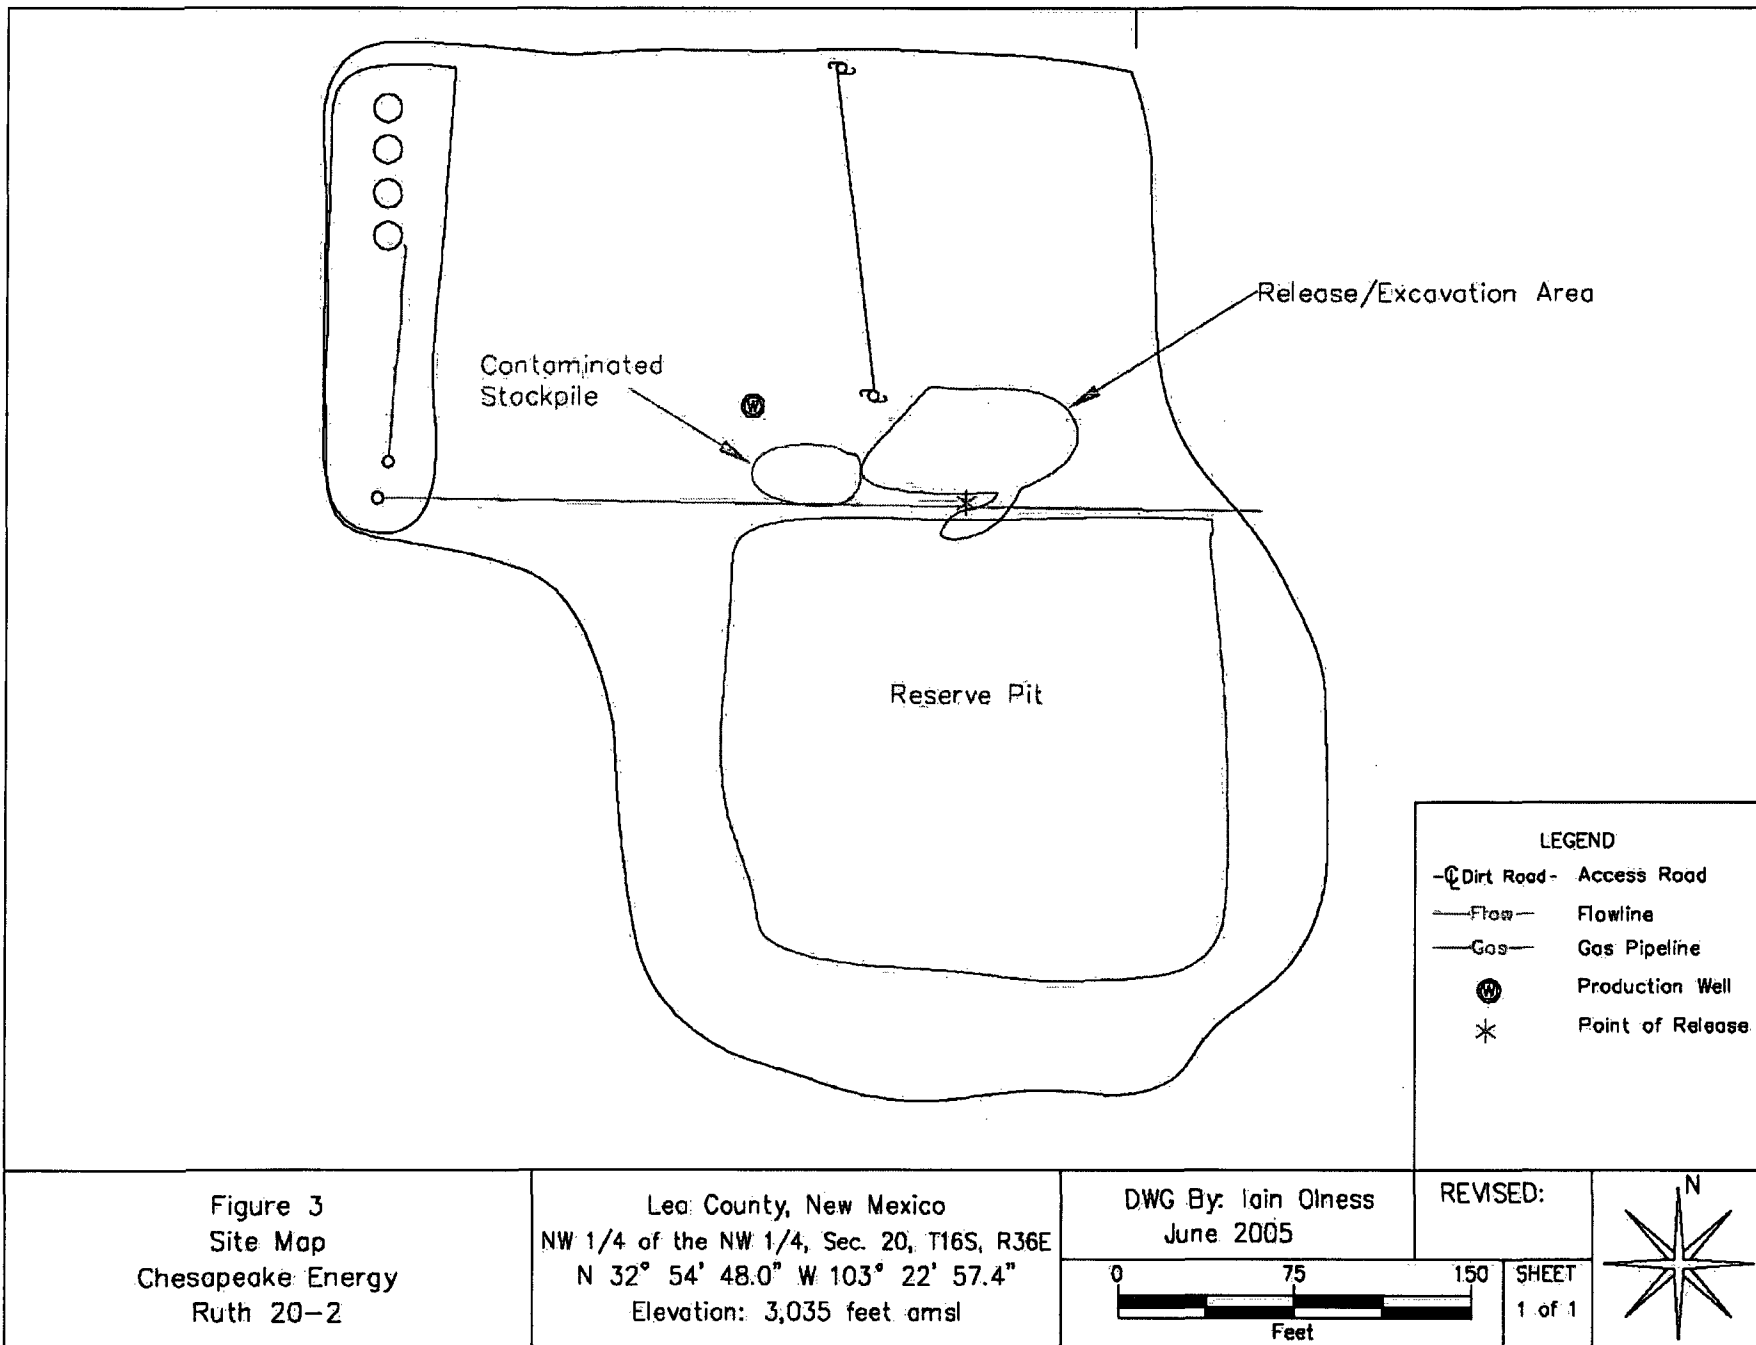 Release/Excavation Area
Contaminated
Stockpile
W
Reserve Pit
LEGEND
-℄ Dirt Road- Access Road
—Flow— Flowline
—Gas— Gas Pipeline
W Production Well
Point of Release
Figure 3
Site Map
Chesapeake Energy
Ruth 20-2
Lea County, New Mexico
NW 1/4 of the NW 1/4, Sec. 20, T16S, R36E
N 32° 54' 48.0" W 103° 22' 57.4"
Elevation: 3,035 feet amsl
DWG By: Iain Olness
June 2005
REVISED:
0 75 150
Feet
SHEET
1 of 1
N